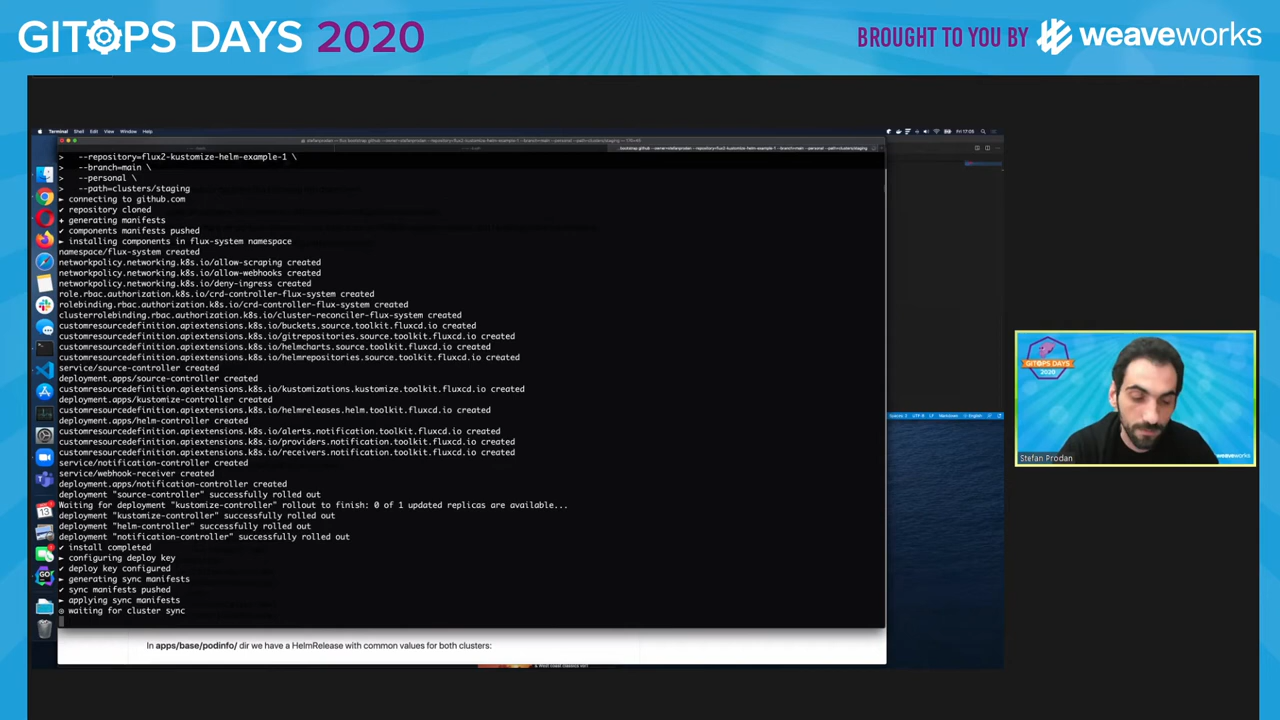 GITOPS DAYS 2020
BROUGHT TO YOU BY weaveworks
Terminal Shell Edit View Window Help
Fri 17:05
> --repository=flux2-kustomize-helm-example-1 \
> --branch=main \
> --personal \
> --path=clusters/staging
► connecting to github.com
✔ repository cloned
✚ generating manifests
✔ components manifests pushed
► installing components in flux-system namespace
namespace/flux-system created
networkpolicy.networking.k8s.io/allow-scraping created
networkpolicy.networking.k8s.io/allow-webhooks created
networkpolicy.networking.k8s.io/deny-ingress created
role.rbac.authorization.k8s.io/crd-controller-flux-system created
rolebinding.rbac.authorization.k8s.io/crd-controller-flux-system created
clusterrolebinding.rbac.authorization.k8s.io/cluster-reconciler-flux-system created
customresourcedefinition.apiextensions.k8s.io/buckets.source.toolkit.fluxcd.io created
customresourcedefinition.apiextensions.k8s.io/gitrepositories.source.toolkit.fluxcd.io created
customresourcedefinition.apiextensions.k8s.io/helmcharts.source.toolkit.fluxcd.io created
customresourcedefinition.apiextensions.k8s.io/helmrepositories.source.toolkit.fluxcd.io created
service/source-controller created
deployment.apps/source-controller created
customresourcedefinition.apiextensions.k8s.io/kustomizations.kustomize.toolkit.fluxcd.io created
deployment.apps/kustomize-controller created
customresourcedefinition.apiextensions.k8s.io/helmreleases.helm.toolkit.fluxcd.io created
deployment.apps/helm-controller created
customresourcedefinition.apiextensions.k8s.io/alerts.notification.toolkit.fluxcd.io created
customresourcedefinition.apiextensions.k8s.io/providers.notification.toolkit.fluxcd.io created
customresourcedefinition.apiextensions.k8s.io/receivers.notification.toolkit.fluxcd.io created
service/notification-controller created
service/webhook-receiver created
deployment.apps/notification-controller created
deployment "source-controller" successfully rolled out
Waiting for deployment "kustomize-controller" rollout to finish: 0 of 1 updated replicas are available...
deployment "kustomize-controller" successfully rolled out
deployment "helm-controller" successfully rolled out
deployment "notification-controller" successfully rolled out
✔ install completed
► configuring deploy key
✔ deploy key configured
► generating sync manifests
✔ sync manifests pushed
► applying sync manifests
◎ waiting for cluster sync
In apps/base/podinfo/ dir we have a HelmRelease with common values for both clusters:
GITOPS DAYS
2020
Stefan Prodan
weaveworks